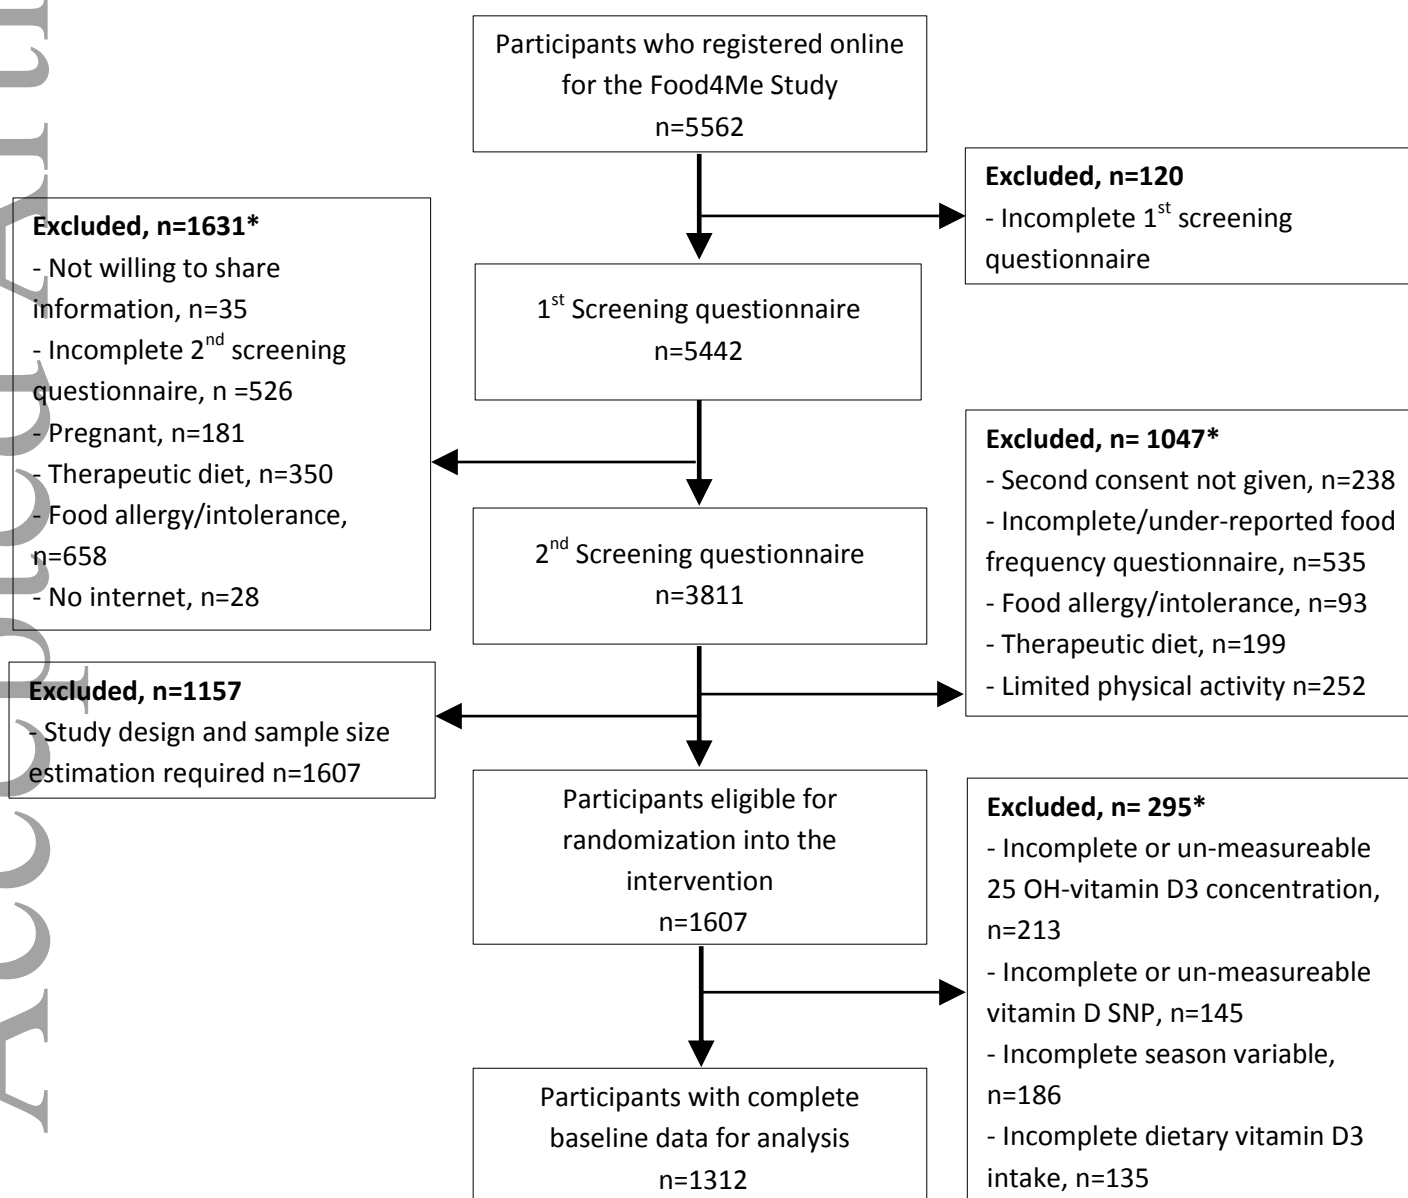 Participants who registered online
for the Food4Me Study
n=5562
Excluded, n=120
- Incomplete 1st screening
questionnaire
Excluded, n=1631*
- Not willing to share
information, n=35
- Incomplete 2nd screening
questionnaire, n =526
- Pregnant, n=181
- Therapeutic diet, n=350
- Food allergy/intolerance,
n=658
- No internet, n=28
1st Screening questionnaire
n=5442
Excluded, n= 1047*
- Second consent not given, n=238
- Incomplete/under-reported food
frequency questionnaire, n=535
- Food allergy/intolerance, n=93
- Therapeutic diet, n=199
- Limited physical activity n=252
2nd Screening questionnaire
n=3811
Excluded, n=1157
- Study design and sample size
estimation required n=1607
Participants eligible for
randomization into the
intervention
n=1607
Excluded, n= 295*
- Incomplete or un-measureable
25 OH-vitamin D3 concentration,
n=213
- Incomplete or un-measureable
vitamin D SNP, n=145
- Incomplete season variable,
n=186
- Incomplete dietary vitamin D3
intake, n=135
Participants with complete
baseline data for analysis
n=1312
Accepted